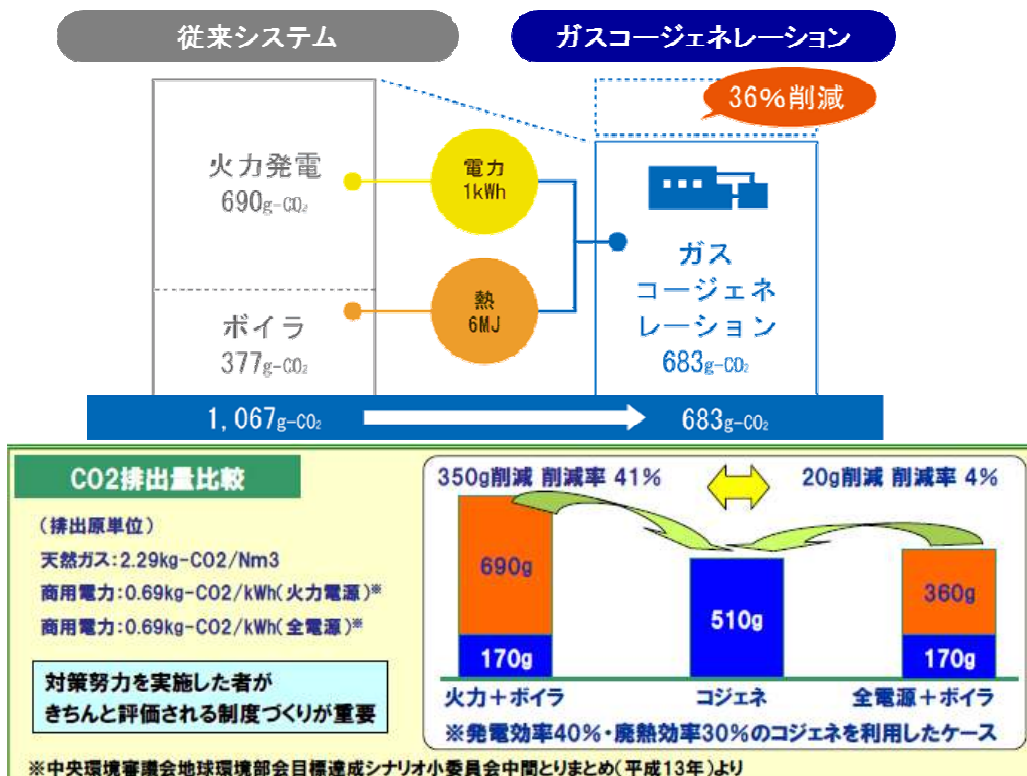 従来システム
ガスコージェネレーション
36%削減
火力発電
690g-CO₂
電力
1kWh
ガス
コージェネ
レーション
683g-CO₂
熱
6MJ
ボイラ
377g-CO₂
1,067g-CO₂
683g-CO₂
CO2排出量比較
(排出原単位)
天然ガス:2.29kg-CO2/Nm3
商用電力:0.69kg-CO2/kWh(火力電源)※
商用電力:0.69kg-CO2/kWh(全電源)※
対策努力を実施した者が
きちんと評価される制度づくりが重要
350g削減 削減率 41%
20g削減 削減率 4%
690g
170g
510g
360g
170g
火力+ボイラ
コジェネ
全電源+ボイラ
※発電効率40%・廃熱効率30%のコジェネを利用したケース
※中央環境審議会地球環境部会目標達成シナリオ小委員会中間とりまとめ(平成13年)より